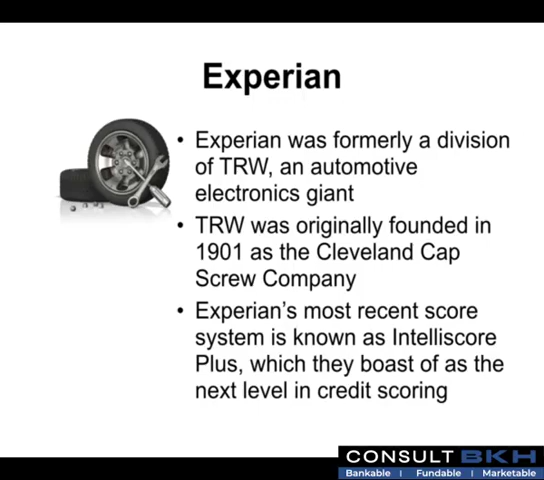 Experian
• Experian was formerly a division
of TRW, an automotive
electronics giant
• TRW was originally founded in
1901 as the Cleveland Cap
Screw Company
• Experian's most recent score
system is known as Intelliscore
Plus, which they boast of as the
next level in credit scoring
CONSULT BKH
Bankable | Fundable | Marketable